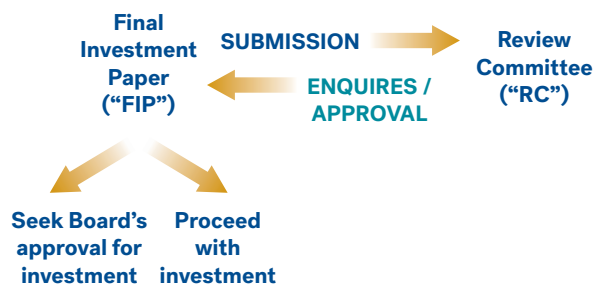 Final
Investment
Paper
(“FIP”)
SUBMISSION
ENQUIRES /
APPROVAL
Review
Committee
(“RC”)
Seek Board’s
approval for
investment
Proceed
with
investment